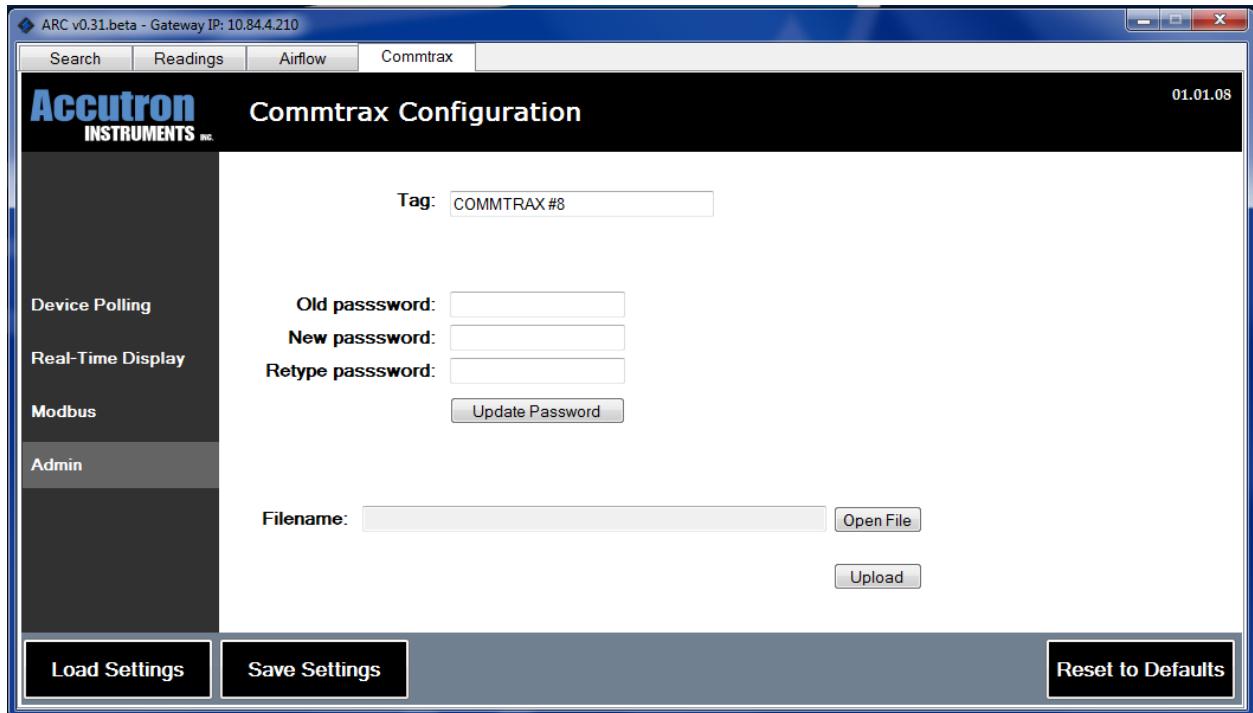 ARC v0.31.beta - Gateway IP: 10.84.4.210
Search Readings Airflow Commtrax
Accutron
INSTRUMENTS INC.
Commtrax Configuration
01.01.08
Tag: COMMTRAX #8
Device Polling
Real-Time Display
Modbus
Admin
Old passsword:
New passsword:
Retype passsword:
Update Password
Filename: Open File
Upload
Load Settings Save Settings Reset to Defaults